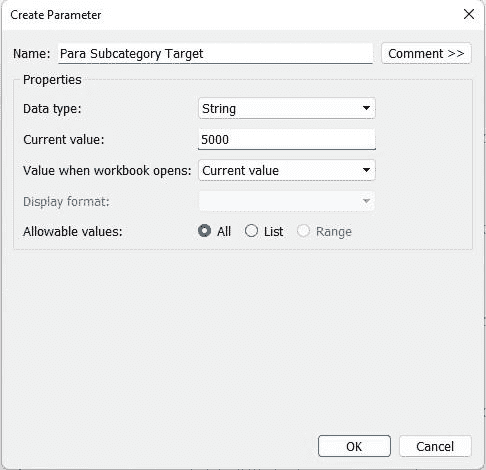 Create Parameter
Name: Para Subcategory Target Comment >>
Properties
Data type: String
Current value: 5000
Value when workbook opens: Current value
Display format:
Allowable values: All List Range
OK Cancel